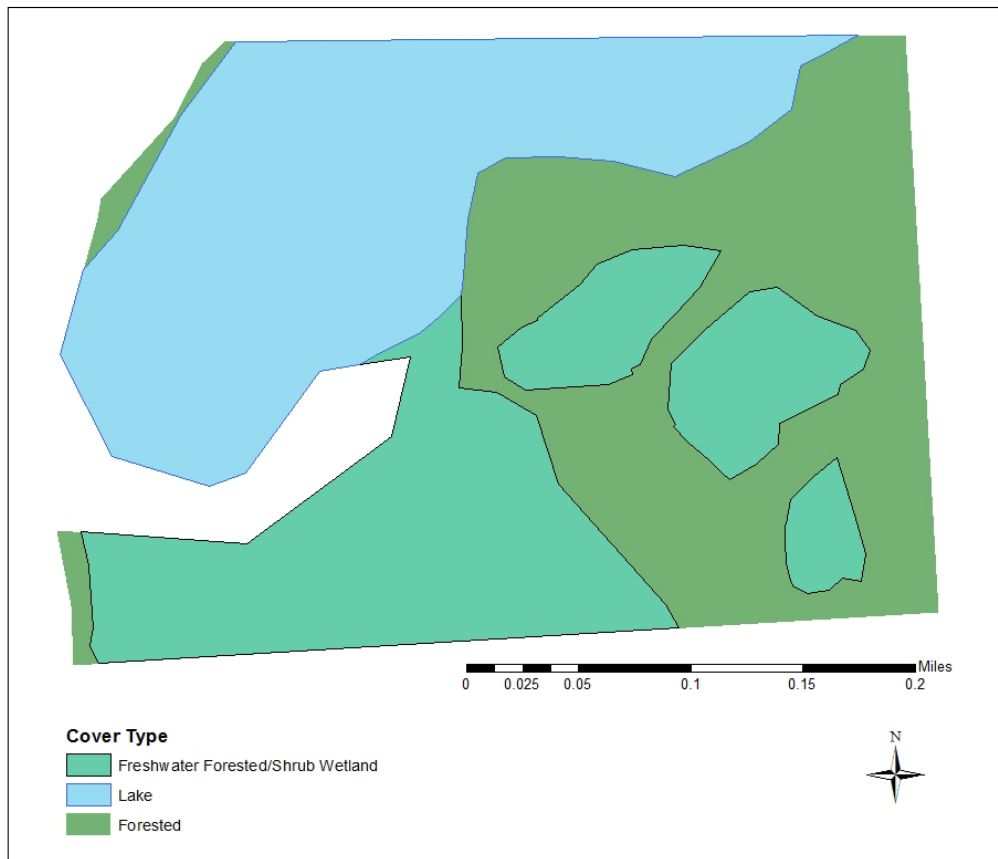 Miles
0 0.025 0.05 0.1 0.15 0.2
Cover Type
Freshwater Forested/Shrub Wetland
Lake
Forested
N